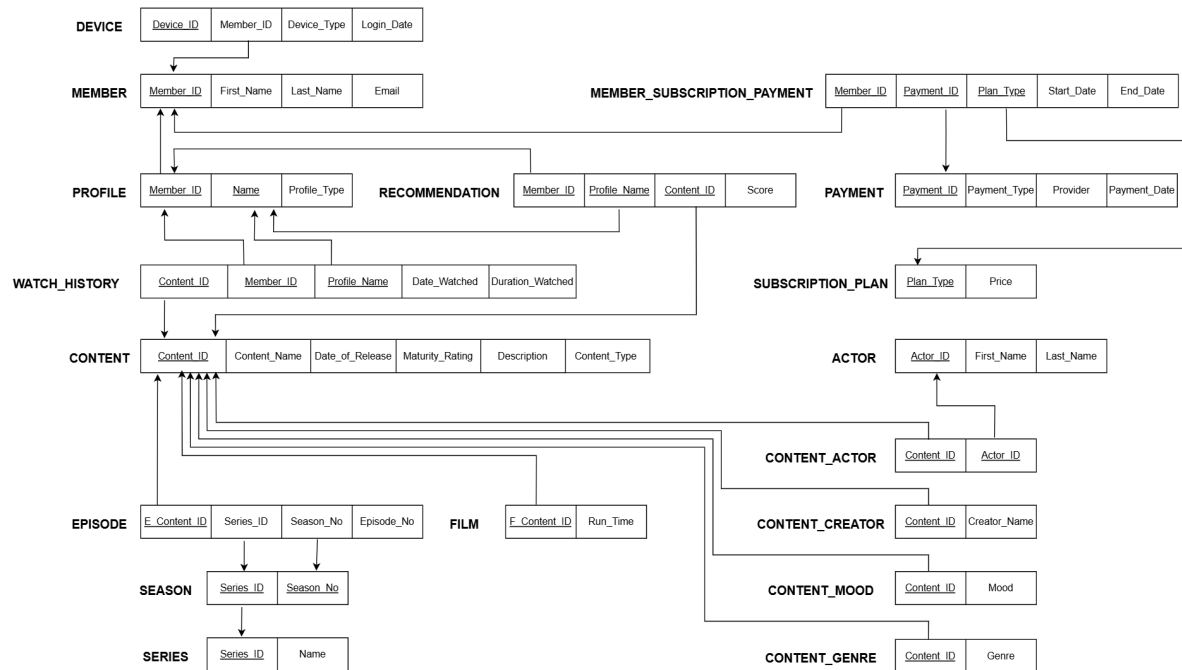 DEVICE Device_ID Member_ID Device_Type Login_Date
MEMBER Member_ID First_Name Last_Name Email
MEMBER_SUBSCRIPTION_PAYMENT Member_ID Payment_ID Plan_Type Start_Date End_Date
PROFILE Member_ID Name Profile_Type
RECOMMENDATION Member_ID Profile_Name Content_ID Score
PAYMENT Payment_ID Payment_Type Provider Payment_Date
WATCH_HISTORY Content_ID Member_ID Profile_Name Date_Watched Duration_Watched
SUBSCRIPTION_PLAN Plan_Type Price
CONTENT Content_ID Content_Name Date_of_Release Maturity_Rating Description Content_Type
ACTOR Actor_ID First_Name Last_Name
CONTENT_ACTOR Content_ID Actor_ID
EPISODE E_Content_ID Series_ID Season_No Episode_No
FILM F_Content_ID Run_Time
CONTENT_CREATOR Content_ID Creator_Name
SEASON Series_ID Season_No
CONTENT_MOOD Content_ID Mood
SERIES Series_ID Name
CONTENT_GENRE Content_ID Genre